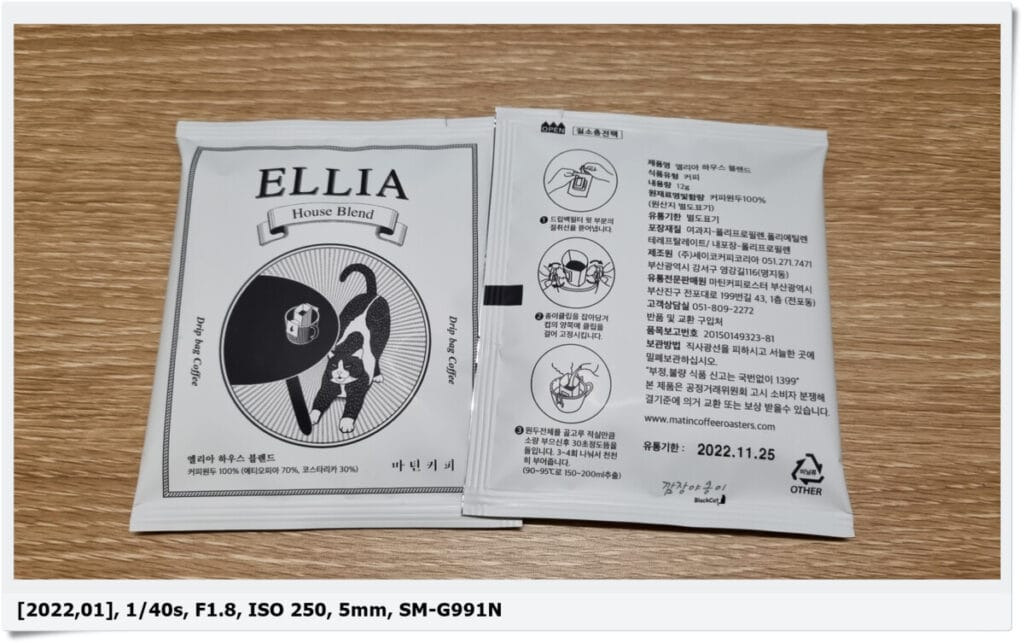 ELLIA
House Blend
Drip bag Coffee
Drip bag Coffee
엘리아 하우스 블렌드
커피원두 100% (에티오피아 70%, 코스타리카 30%)
마틴커피
OPEN
질소충전팩
1 드립백필터 윗 부분의
절취선을 뜯어냅니다.
2 종이클립을 잡아당겨
컵의 양쪽에 클립을
걸어 고정시킵니다.
3 원두전체를 골고루 적실만큼
소량 부으신후 30초정도뜸을
들입니다. 3~4회 나눠서 천천
히 부어줍니다.
(90~95℃로 150~200ml추출)
제품명 엘리아 하우스 블렌드
식품유형 커피
내용량 12g
원재료명및함량 커피원두100%
(원산지 별도표기)
유통기한 별도표기
포장재질 여과지-폴리프로필렌,폴리에틸렌
테레프탈레이트/ 내포장-폴리프로필렌
제조원 (주)세이코커피코리아 051.271.7471
부산광역시 강서구 영강길116(명지동)
유통전문판매원 마틴커피로스터 부산광역시
부산진구 전포대로 199번길 43, 1층 (전포동)
고객상담실 051-809-2272
반품 및 교환 구입처
품목보고번호 20150149323-81
보관방법 직사광선을 피하시고 서늘한 곳에
밀폐보관하십시오.
"부정,불량 식품 신고는 국번없이 1399"
본 제품은 공정거래위원회 고시 소비자 분쟁해
결기준에 의거 교환 또는 보상 받을수 있습니다.
www.matincoffeeroasters.com
유통기한 : 2022.11.25
비닐류
OTHER
깜장야옹이
BlackCat
[2022,01], 1/40s, F1.8, ISO 250, 5mm, SM-G991N